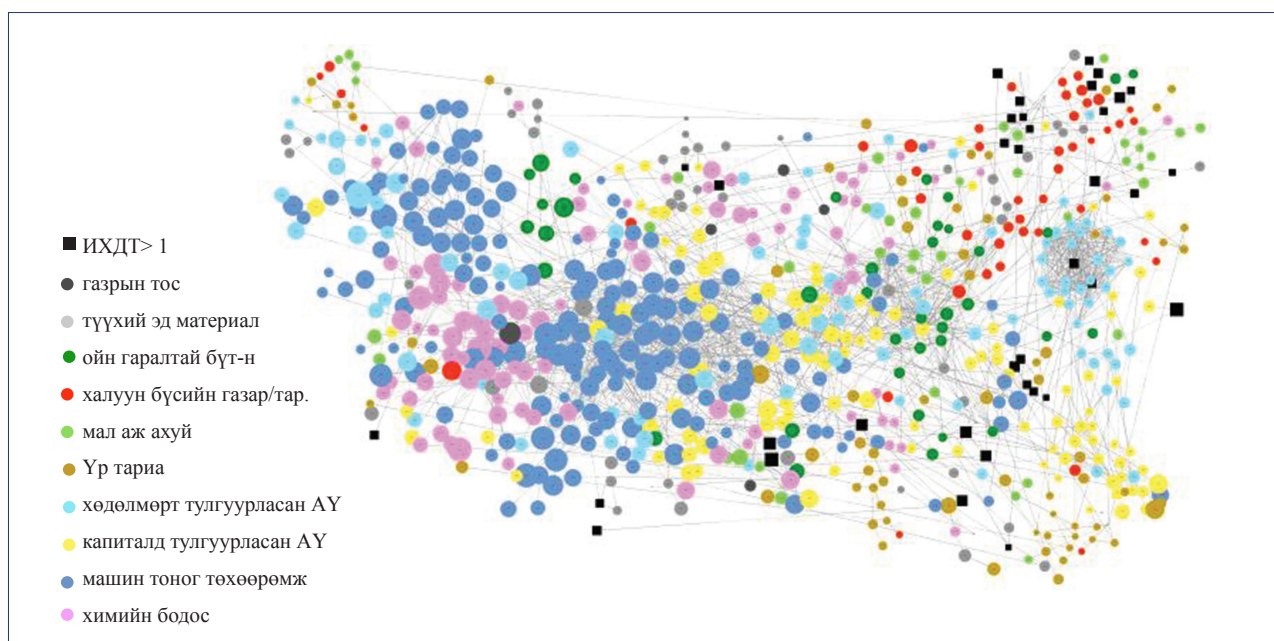 ИХДТ> 1
газрын тос
түүхий эд материал
ойн гаралтай бүт-н
халуун бүсийн газар/тар.
мал аж ахуй
Үр тариа
хөдөлмөрт тулгуурласан АҮ
капиталд тулгуурласан АҮ
машин тоног төхөөрөмж
химийн бодос